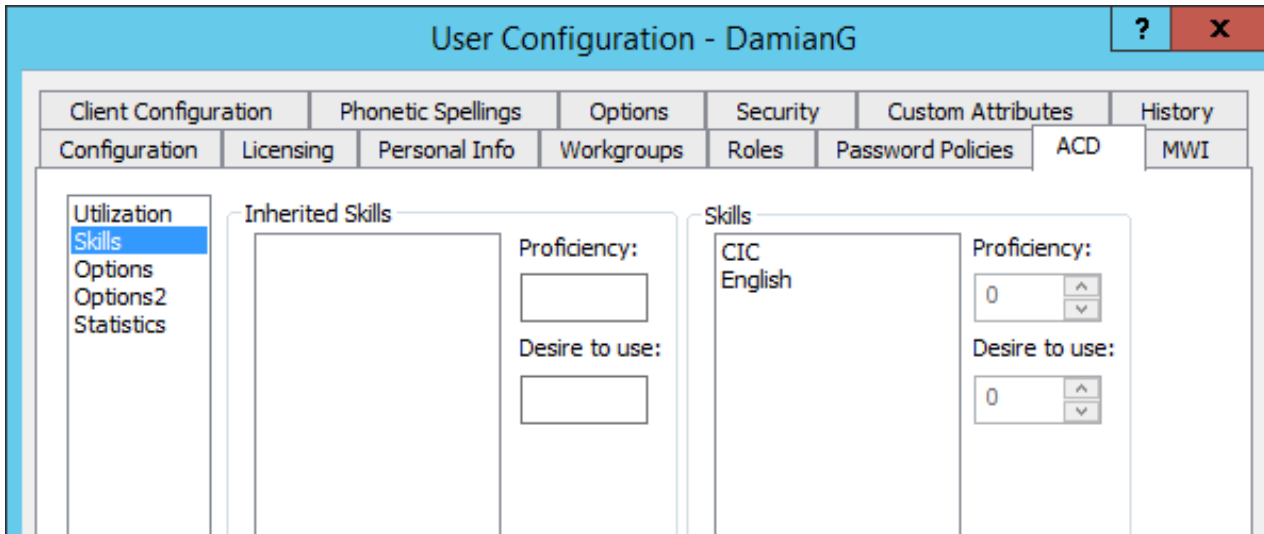 User Configuration - DamianG
? x
Client Configuration Phonetic Spellings Options Security Custom Attributes History
Configuration Licensing Personal Info Workgroups Roles Password Policies ACD MWI
Utilization
Skills
Options
Options2
Statistics
Inherited Skills
Proficiency:
Desire to use:
Skills
CIC
English
Proficiency:
0
Desire to use:
0